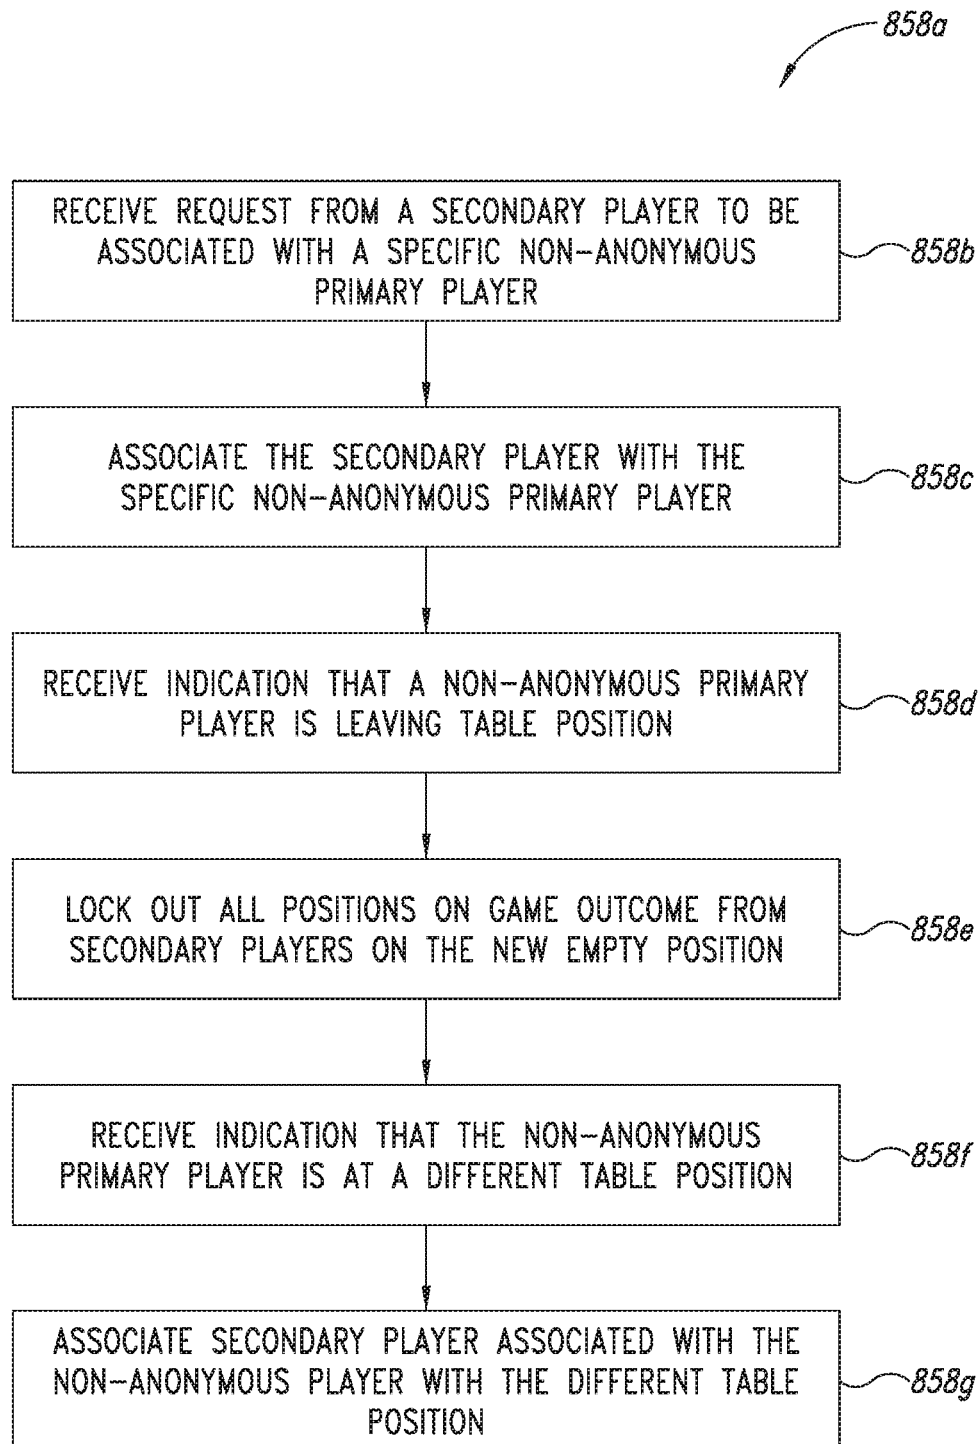 858a
RECEIVE REQUEST FROM A SECONDARY PLAYER TO BE
ASSOCIATED WITH A SPECIFIC NON-ANONYMOUS
PRIMARY PLAYER
858b
ASSOCIATE THE SECONDARY PLAYER WITH THE
SPECIFIC NON-ANONYMOUS PRIMARY PLAYER
858c
RECEIVE INDICATION THAT A NON-ANONYMOUS PRIMARY
PLAYER IS LEAVING TABLE POSITION
858d
LOCK OUT ALL POSITIONS ON GAME OUTCOME FROM
SECONDARY PLAYERS ON THE NEW EMPTY POSITION
858e
RECEIVE INDICATION THAT THE NON-ANONYMOUS
PRIMARY PLAYER IS AT A DIFFERENT TABLE POSITION
858f
ASSOCIATE SECONDARY PLAYER ASSOCIATED WITH THE
NON-ANONYMOUS PLAYER WITH THE DIFFERENT TABLE
POSITION
858g